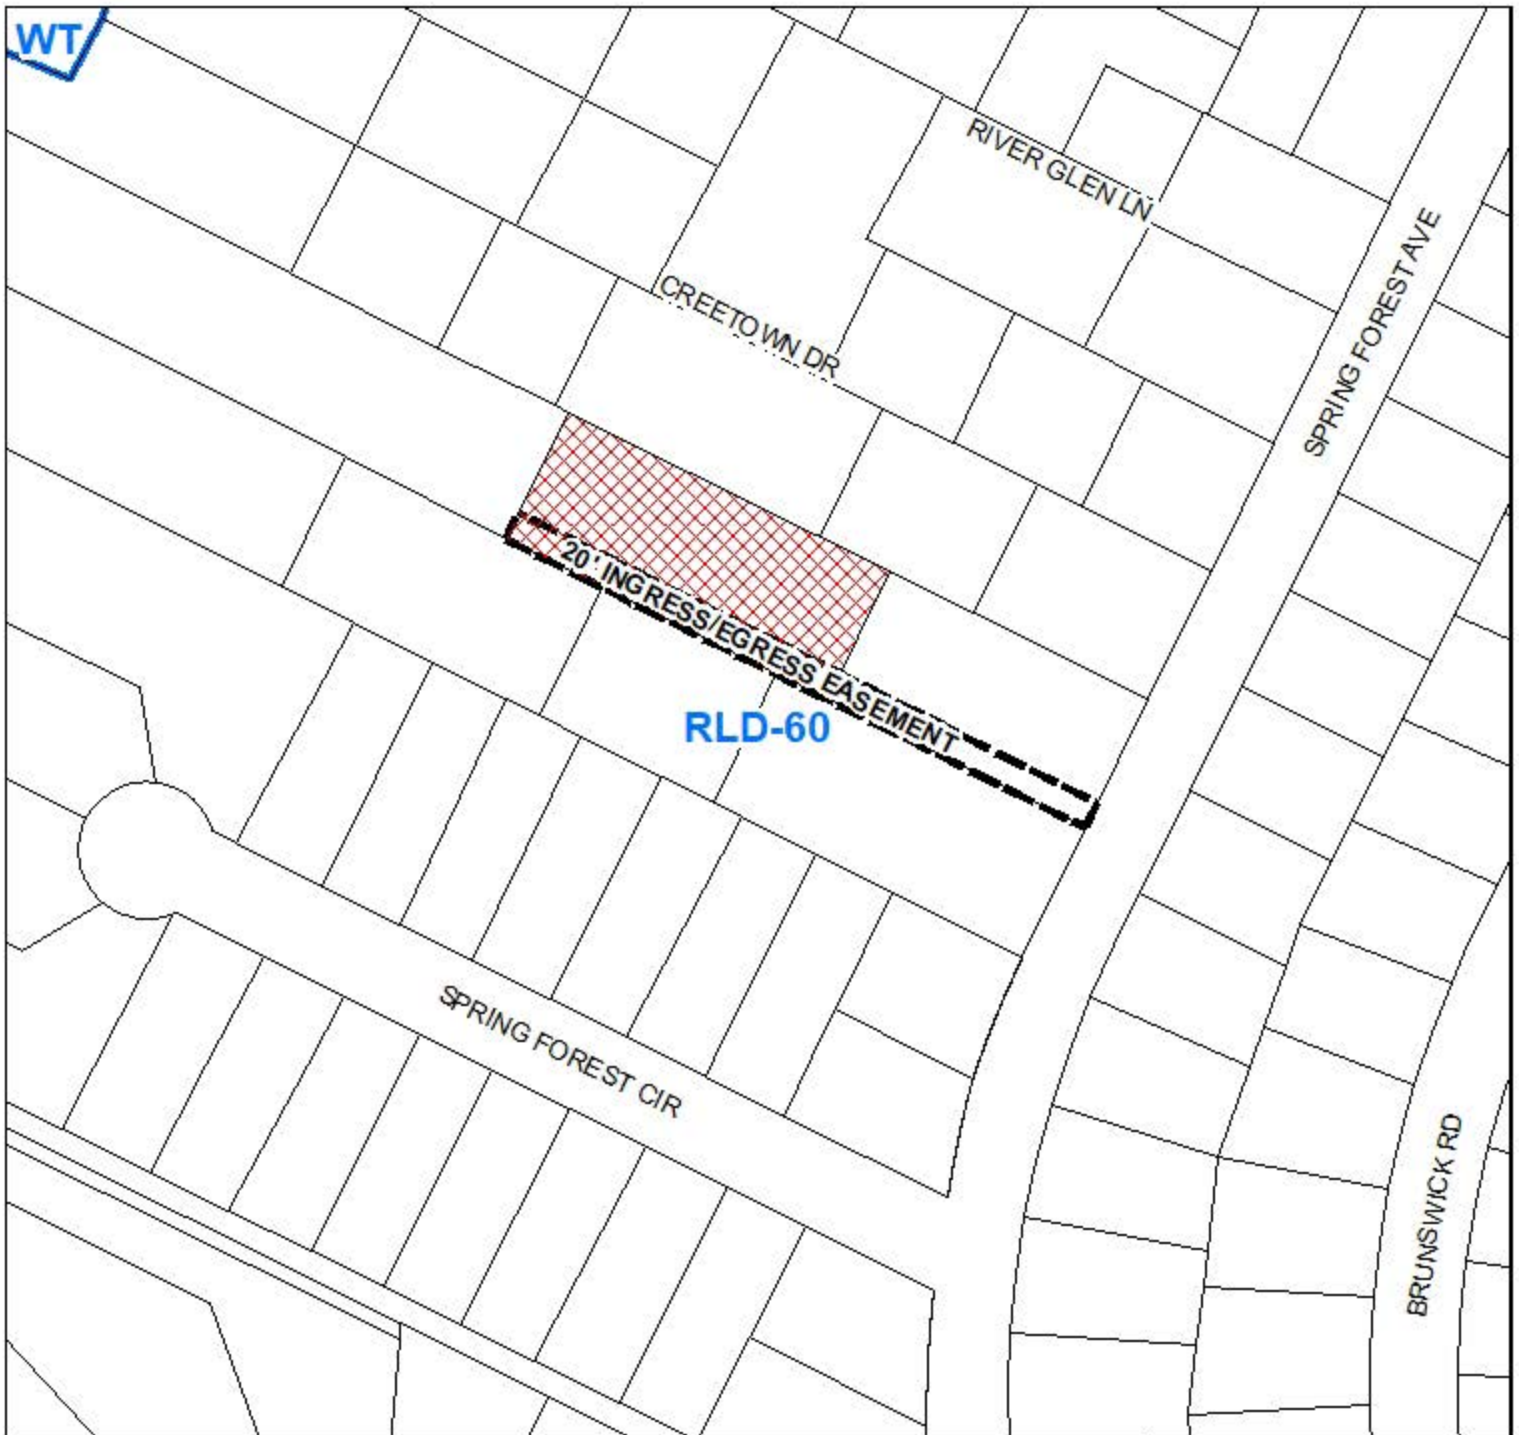 WT
RIVER GLEN LN
SPRING FOREST AVE
CREETOWN DR
20' INGRESS/EGRESS EASEMENT
RLD-60
SPRING FOREST CIR
BRUNSWICK RD